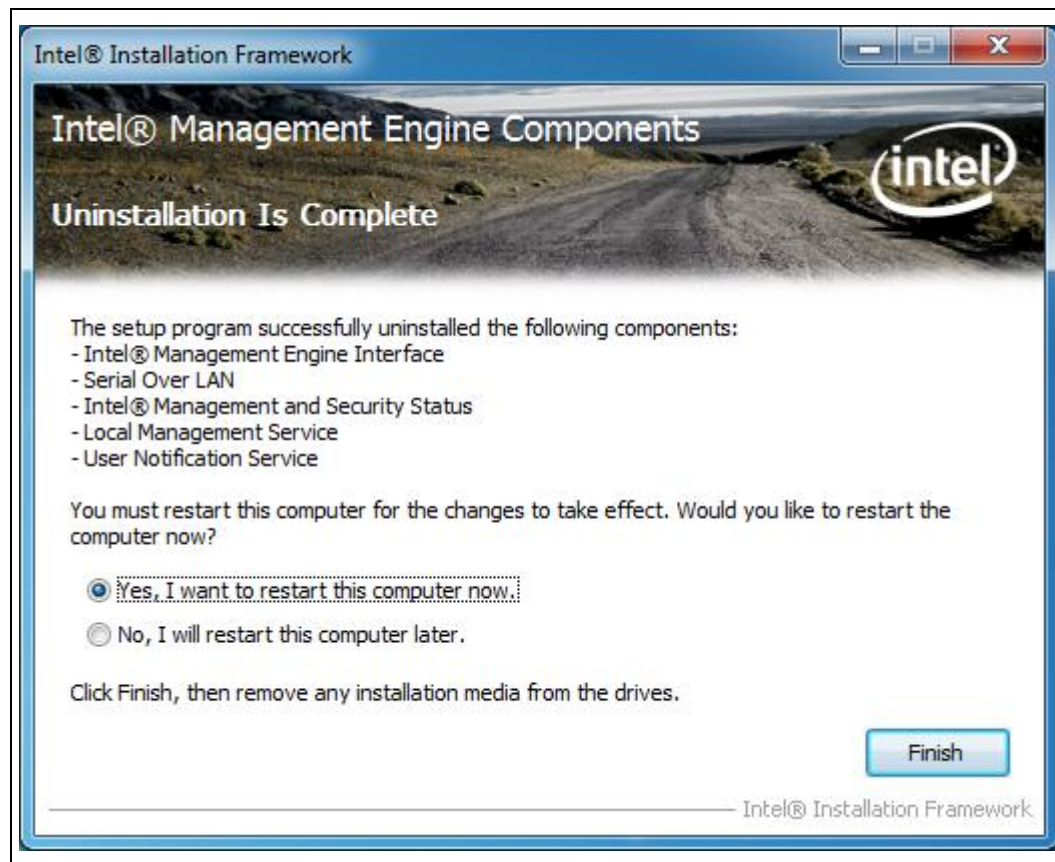 Intel® Installation Framework
Intel® Management Engine Components
intel
Uninstallation Is Complete
The setup program successfully uninstalled the following components:
- Intel® Management Engine Interface
- Serial Over LAN
- Intel® Management and Security Status
- Local Management Service
- User Notification Service
You must restart this computer for the changes to take effect. Would you like to restart the
computer now?
Yes, I want to restart this computer now.
No, I will restart this computer later.
Click Finish, then remove any installation media from the drives.
Finish
Intel® Installation Framework